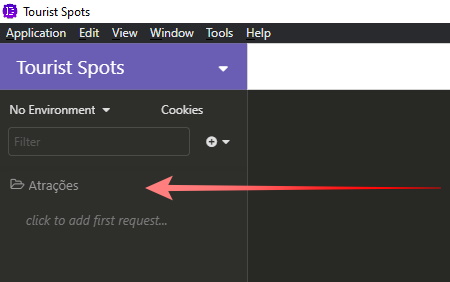 Tourist Spots
Application Edit View Window Tools Help
Tourist Spots
No Environment Cookies
Filter
Atrações
click to add first request...